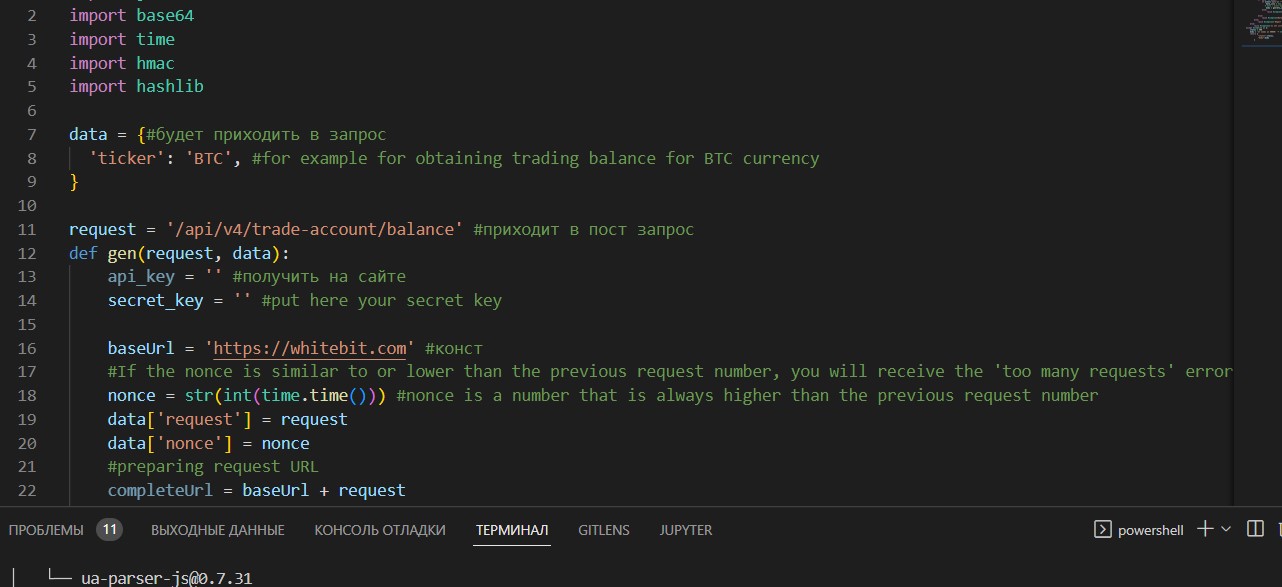 2 import base64
3 import time
4 import hmac
5 import hashlib
6
7 data = {#будет приходить в запрос
8 'ticker': 'BTC', #for example for obtaining trading balance for BTC currency
9 }
10
11 request = '/api/v4/trade-account/balance' #приходит в пост запрос
12 def gen(request, data):
13 api_key = '' #получить на сайте
14 secret_key = '' #put here your secret key
15
16 baseUrl = 'https://whitebit.com' #конст
17 #If the nonce is similar to or lower than the previous request number, you will receive the 'too many requests' error
18 nonce = str(int(time.time())) #nonce is a number that is always higher than the previous request number
19 data['request'] = request
20 data['nonce'] = nonce
21 #preparing request URL
22 completeUrl = baseUrl + request
ПРОБЛЕМЫ 11 ВЫХОДНЫЕ ДАННЫЕ КОНСОЛЬ ОТЛАДКИ ТЕРМИНАЛ GITLENS JUPYTER powershell
│ └── ua-parser-js@0.7.31